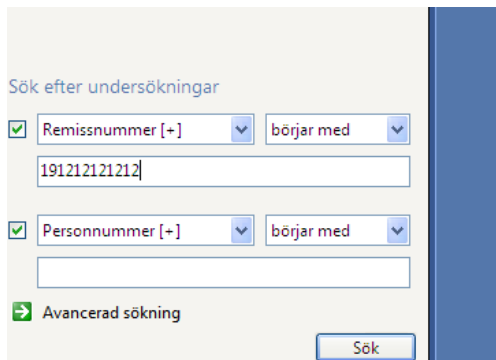 Sök efter undersökningar
Remissnummer [+] börjar med
191212121212
Personnummer [+] börjar med
Avancerad sökning
Sök